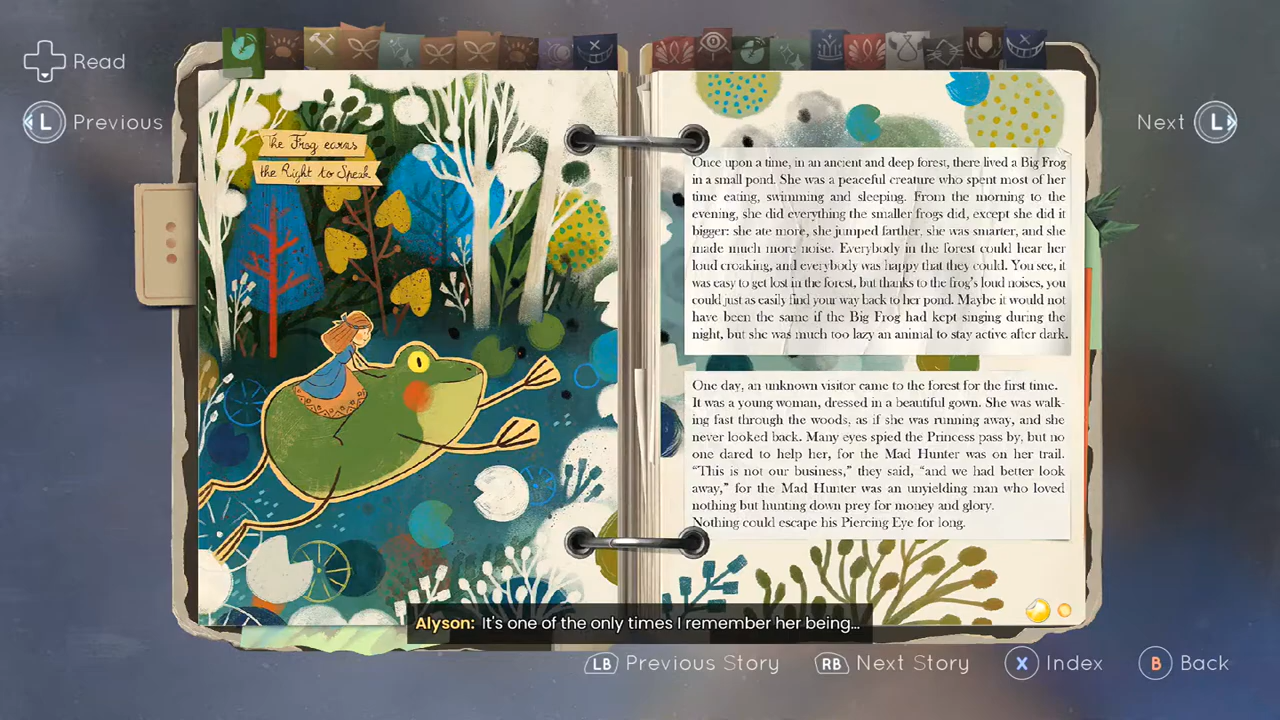 Read
Previous
Next
The Frog earns
the Right to Speak
Once upon a time, in an ancient and deep forest, there lived a Big Frog
in a small pond. She was a peaceful creature who spent most of her
time eating, swimming and sleeping. From the morning to the
evening, she did everything the smaller frogs did, except she did it
bigger: she ate more, she jumped farther, she was smarter, and she
made much more noise. Everybody in the forest could hear her
loud croaking, and everybody was happy that they could. You see, it
was easy to get lost in the forest, but thanks to the frog's loud noises, you
could just as easily find your way back to her pond. Maybe it would not
have been the same if the Big Frog had kept singing during the
night, but she was much too lazy an animal to stay active after dark.
One day, an unknown visitor came to the forest for the first time.
It was a young woman, dressed in a beautiful gown. She was walk-
ing fast through the woods, as if she was running away, and she
never looked back. Many eyes spied the Princess pass by, but no
one dared to help her, for the Mad Hunter was on her trail.
“This is not our business,” they said, “and we had better look
away,” for the Mad Hunter was an unyielding man who loved
nothing but hunting down prey for money and glory.
Nothing could escape his Piercing Eye for long.
Alyson: It's one of the only times I remember her being...
LB Previous Story
RB Next Story
X Index
B Back
L
L